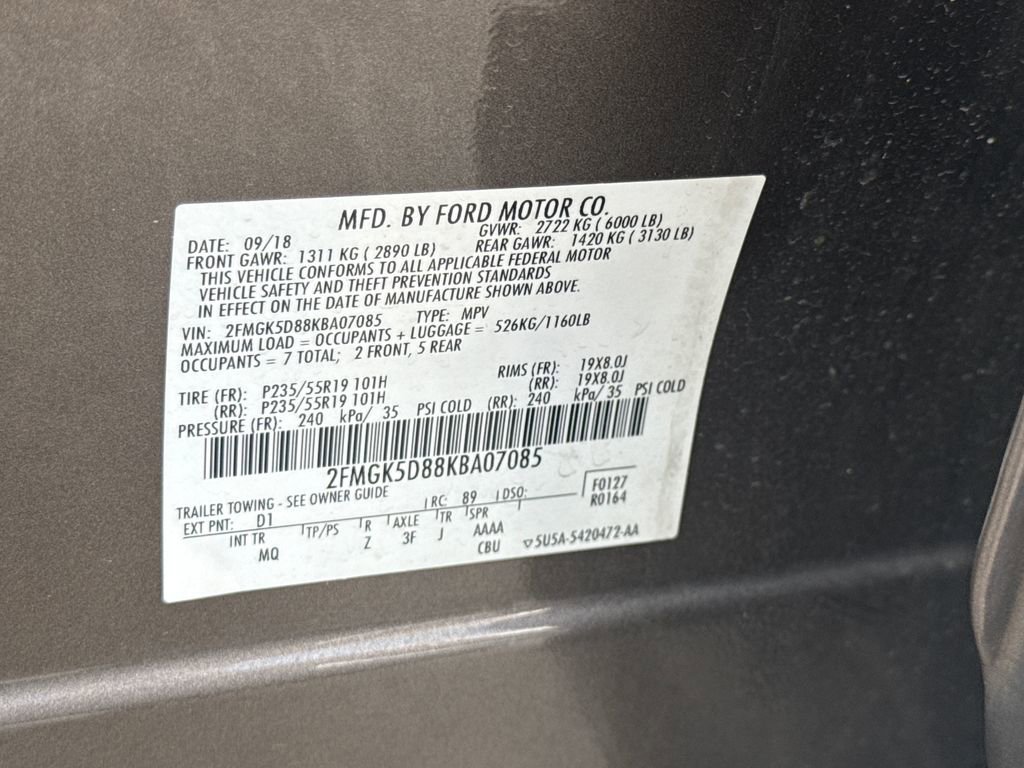 MFD. BY FORD MOTOR CO.
DATE: 09/18 GVWR: 2722 KG ( 6000 LB)
FRONT GAWR: 1311 KG ( 2890 LB) REAR GAWR: 1420 KG ( 3130 LB)
THIS VEHICLE CONFORMS TO ALL APPLICABLE FEDERAL MOTOR
VEHICLE SAFETY AND THEFT PREVENTION STANDARDS
IN EFFECT ON THE DATE OF MANUFACTURE SHOWN ABOVE.
VIN: 2FMGK5D88KBA07085 TYPE: MPV
MAXIMUM LOAD = OCCUPANTS + LUGGAGE = 526KG/1160LB
OCCUPANTS = 7 TOTAL; 2 FRONT, 5 REAR
TIRE (FR): P235/55R19 101H RIMS (FR): 19X8.0J
(RR): P235/55R19 101H (RR): 19X8.0J
PRESSURE (FR): 240 kPa/ 35 PSI COLD (RR): 240 kPa/ 35 PSI COLD
2FMGK5D88KBA07085
TRAILER TOWING - SEE OWNER GUIDE
EXT PNT: D1 RC: 89 DSO: F0127
R0164
INT TR TP/PS R AXLE TR SPR
MQ Z 3F J AAAA
CBU 5U5A-5420472-AA